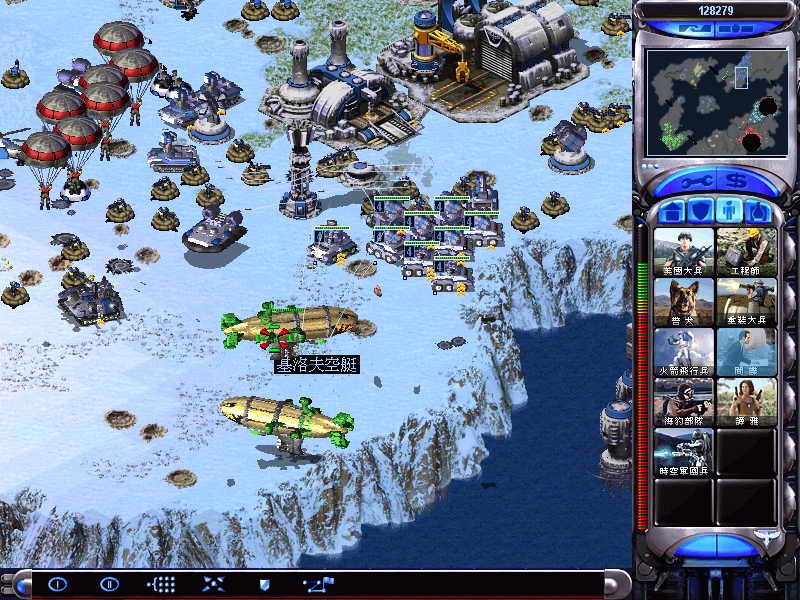 128279
$
美國大兵
工程師
警犬
重裝大兵
火箭飛行兵
間諜
海豹部隊
譚雅
時空軍團兵
基洛夫空艇